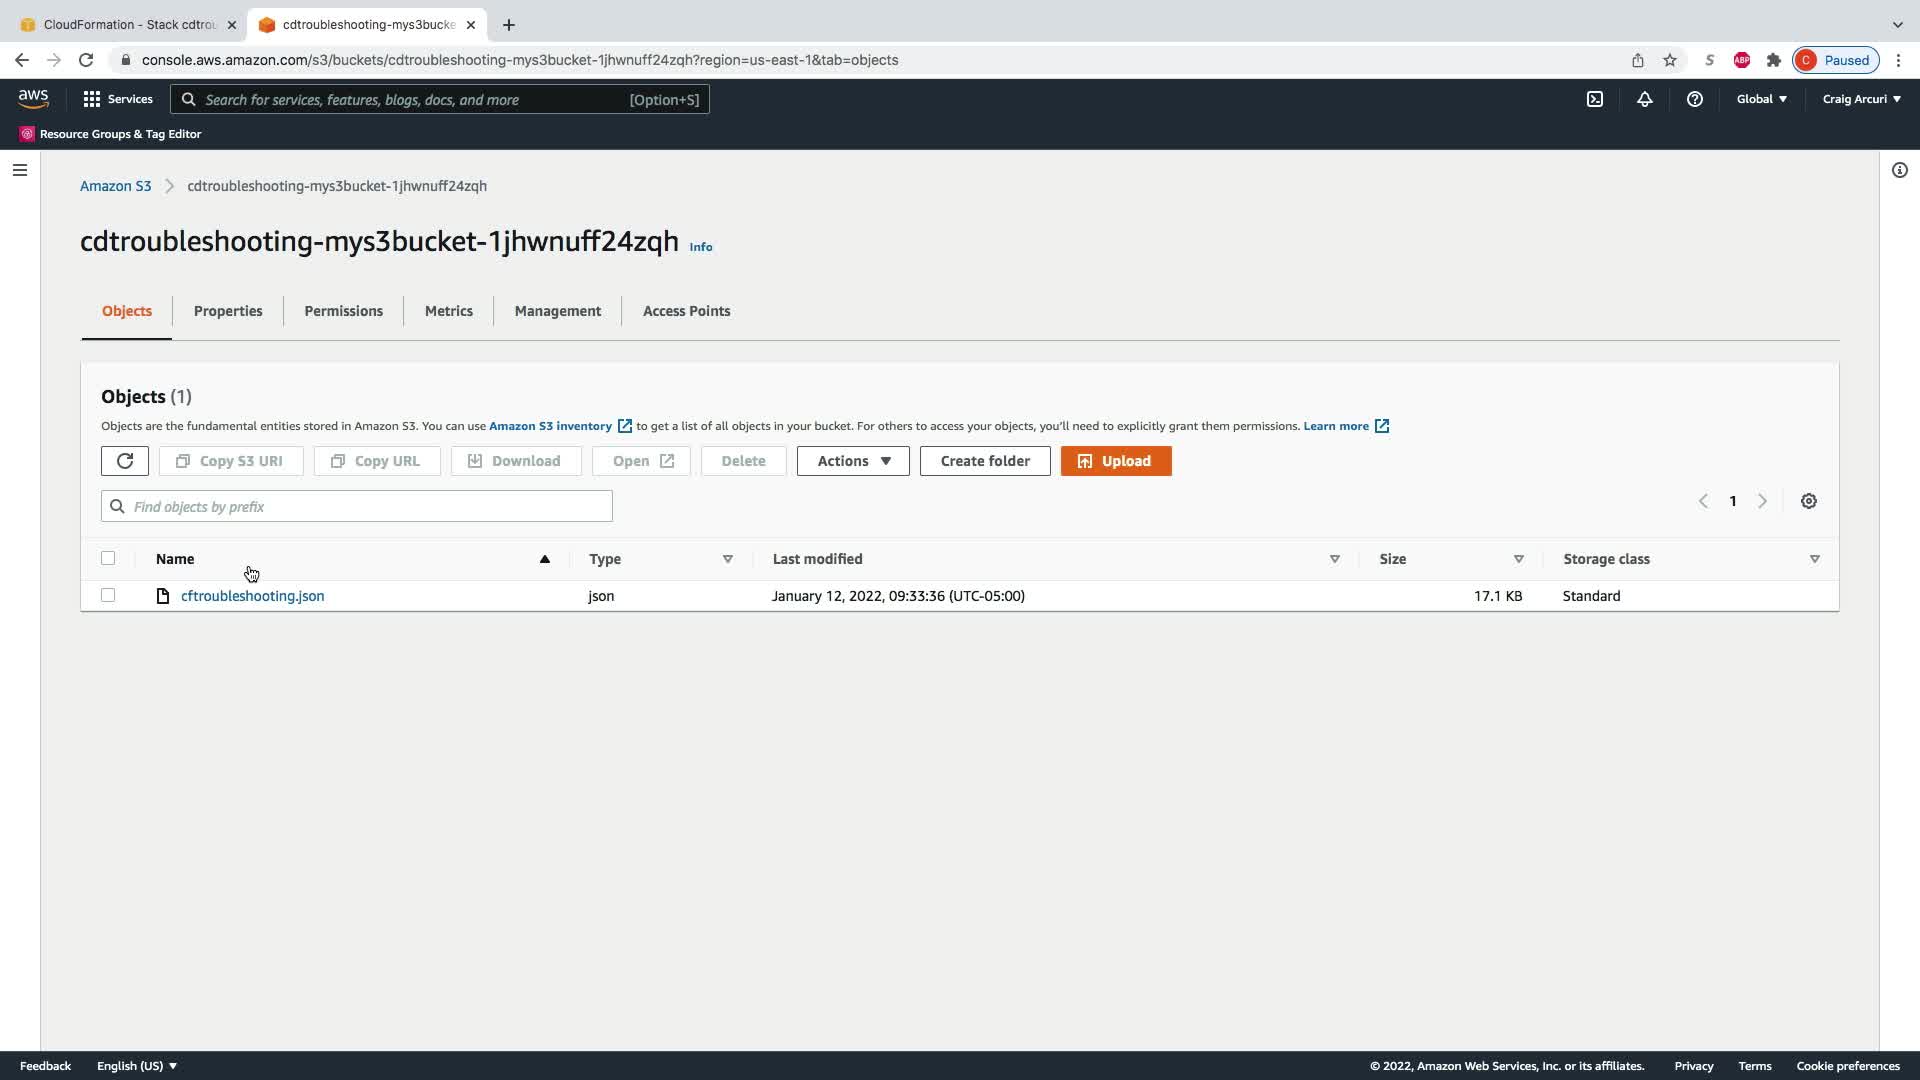 CloudFormation - Stack cdtrou
cdtroubleshooting-mys3bucke
console.aws.amazon.com/s3/buckets/cdtroubleshooting-mys3bucket-1jhwnuff24zqh?region=us-east-1&tab=objects
S
ABP
C
Paused
aws
Services
Search for services, features, blogs, docs, and more
[Option+S]
Global
Craig Arcuri
Resource Groups & Tag Editor
Amazon S3
cdtroubleshooting-mys3bucket-1jhwnuff24zqh
cdtroubleshooting-mys3bucket-1jhwnuff24zqh Info
Objects
Properties
Permissions
Metrics
Management
Access Points
Objects (1)
Objects are the fundamental entities stored in Amazon S3. You can use Amazon S3 inventory to get a list of all objects in your bucket. For others to access your objects, you'll need to explicitly grant them permissions. Learn more
Copy S3 URI
Copy URL
Download
Open
Delete
Actions
Create folder
Upload
Find objects by prefix
1
Name
Type
Last modified
Size
Storage class
cftroubleshooting.json
json
January 12, 2022, 09:33:36 (UTC-05:00)
17.1 KB
Standard
Feedback
English (US)
© 2022, Amazon Web Services, Inc. or its affiliates.
Privacy
Terms
Cookie preferences